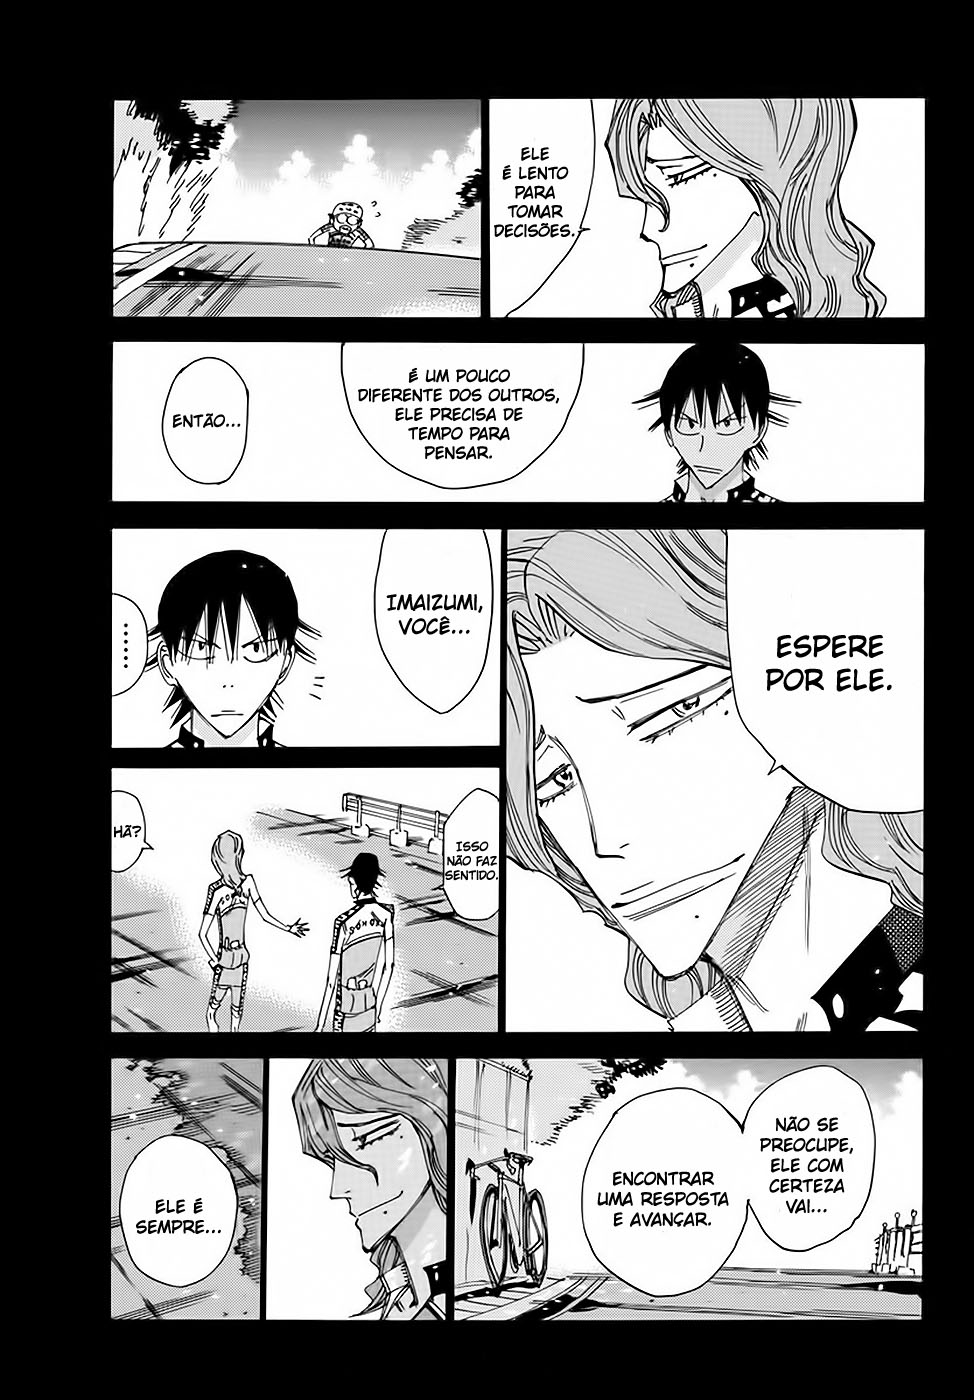 ELE
É LENTO
PARA
TOMAR
DECISÕES.
É UM POUCO
DIFERENTE DOS OUTROS,
ELE PRECISA DE
TEMPO PARA
PENSAR.
ENTÃO...
ESPERE
POR ELE.
IMAIZUMI,
VOCÊ...
......
ISSO
NÃO FAZ
SENTIDO.
HÃ?
NÃO SE
PREOCUPE,
ELE COM
CERTEZA
VAI...
ENCONTRAR
UMA RESPOSTA
E AVANÇAR.
ELE É
SEMPRE...